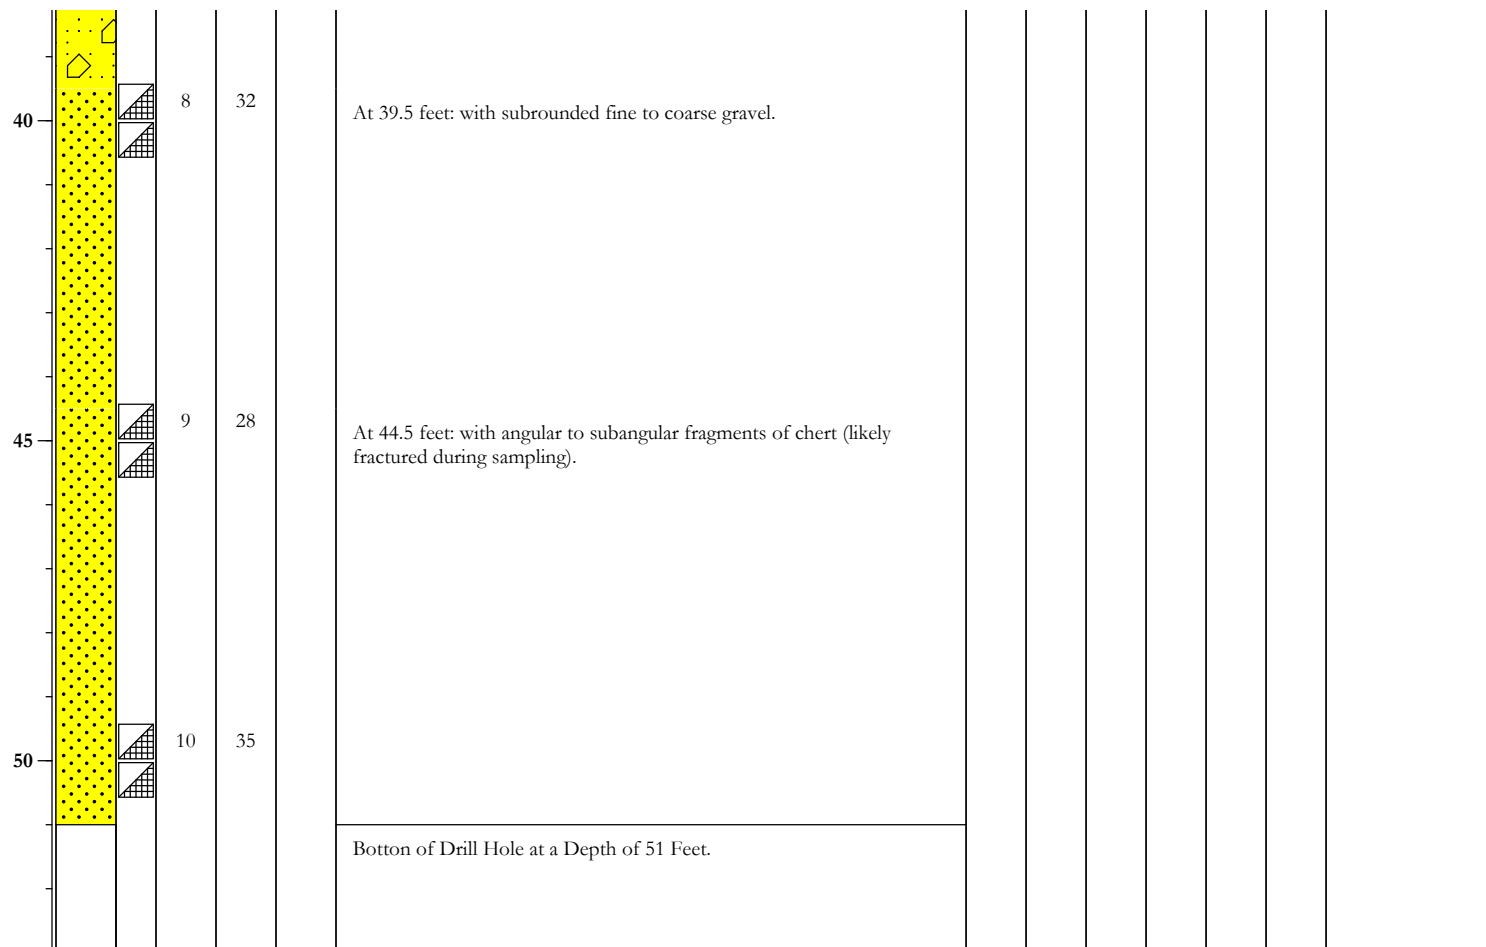 8 32
At 39.5 feet: with subrounded fine to coarse gravel.
40
9 28
At 44.5 feet: with angular to subangular fragments of chert (likely
45
fractured during sampling).
10 35
50
Botton of Drill Hole at a Depth of 51 Feet.